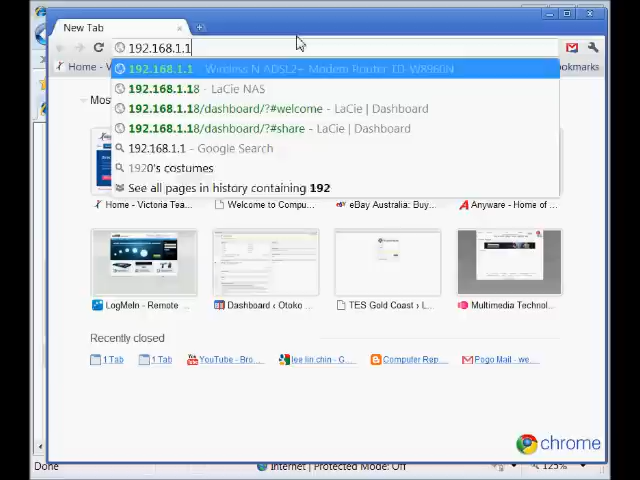 New Tab
192.168.1.1
192.168.1.1 - Wireless N ADSL2+ Modem Router ID-W8960N
192.168.1.18 - LaCie NAS
192.168.1.18/dashboard/?#welcome - LaCie | Dashboard
192.168.1.18/dashboard/?#share - LaCie | Dashboard
192.168.1.1 - Google Search
1920's costumes
See all pages in history containing 192
Home - V
okmarks
Mos
Home - Victoria Tea...
Welcome to Compu...
eBay Australia: Buy...
Anyware - Home of ...
LogMeIn - Remote ...
Dashboard ‹ Otoko ...
TES Gold Coast › L...
Multimedia Technol...
Recently closed
1 Tab
1 Tab
YouTube - Bro...
lee lin chin - G...
Computer Rep...
Pogo Mail - we...
chrome
Done
Internet | Protected Mode: Off
125%